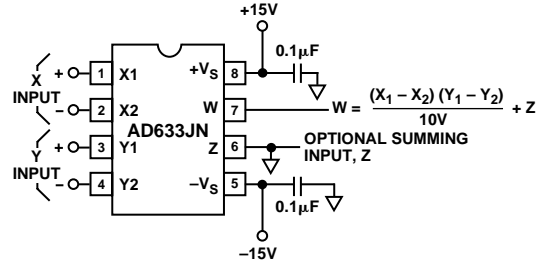 +15V
0.1μF
+ 1 X1 +VS 8
X
INPUT
– 2 X2 W 7 W = (X1 – X2) (Y1 – Y2) / 10V + Z
AD633JN
+ 3 Y1 Z 6 OPTIONAL SUMMING
INPUT, Z
Y
INPUT
– 4 Y2 –VS 5
0.1μF
–15V